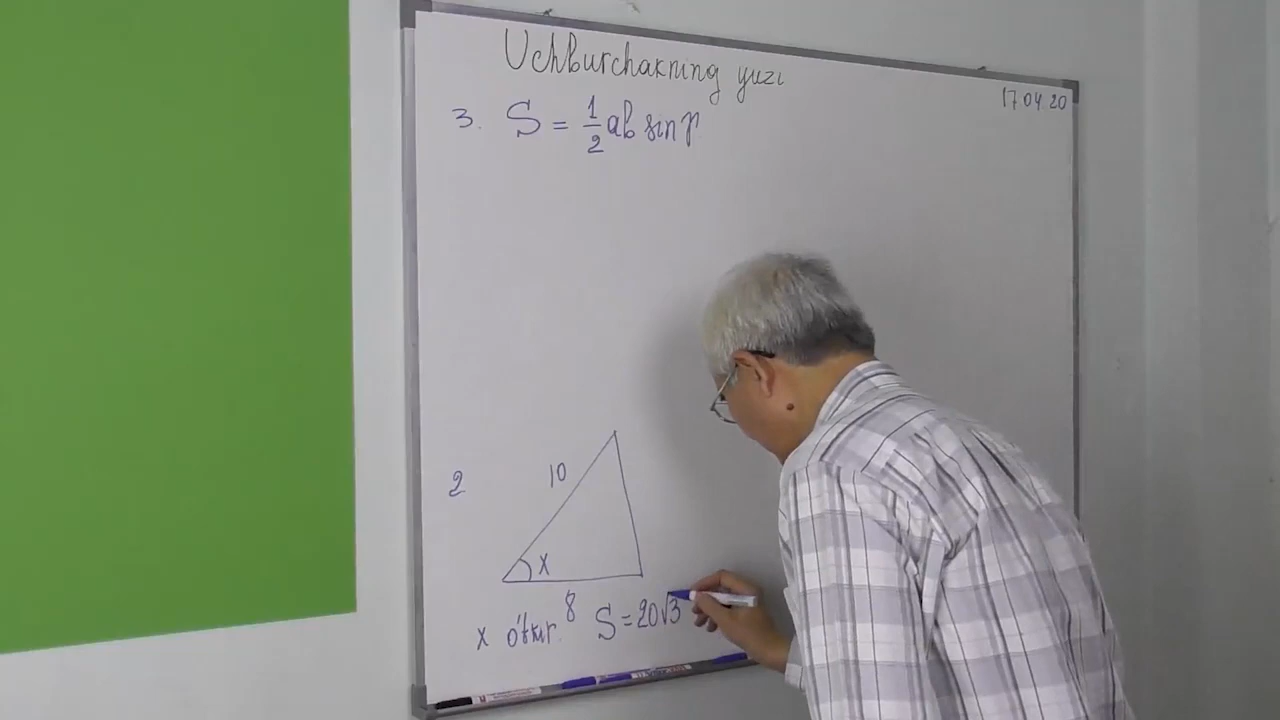 Uchburchakning yuzi
17.04.20
3. S = 1/2 ab sin γ
2
10
x
8
x o'tkir. S = 20√3